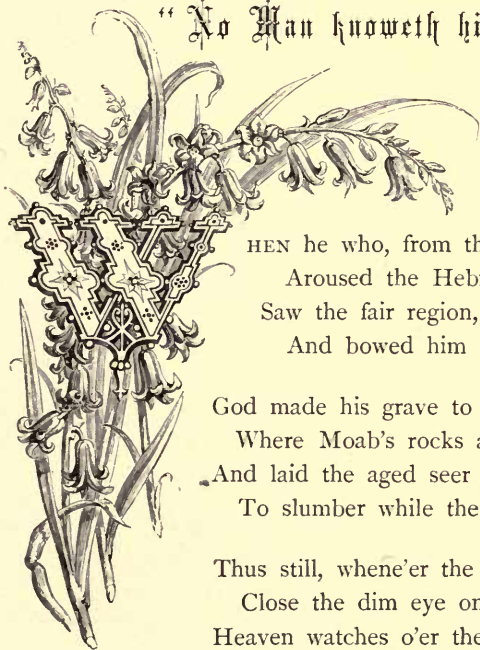 “ No Man knoweth hi
WHEN he who, from th
Aroused the Heb
Saw the fair region,
And bowed him
God made his grave to
Where Moab's rocks a
And laid the aged seer
To slumber while the
Thus still, whene'er the
Close the dim eye on
Heaven watches o'er the